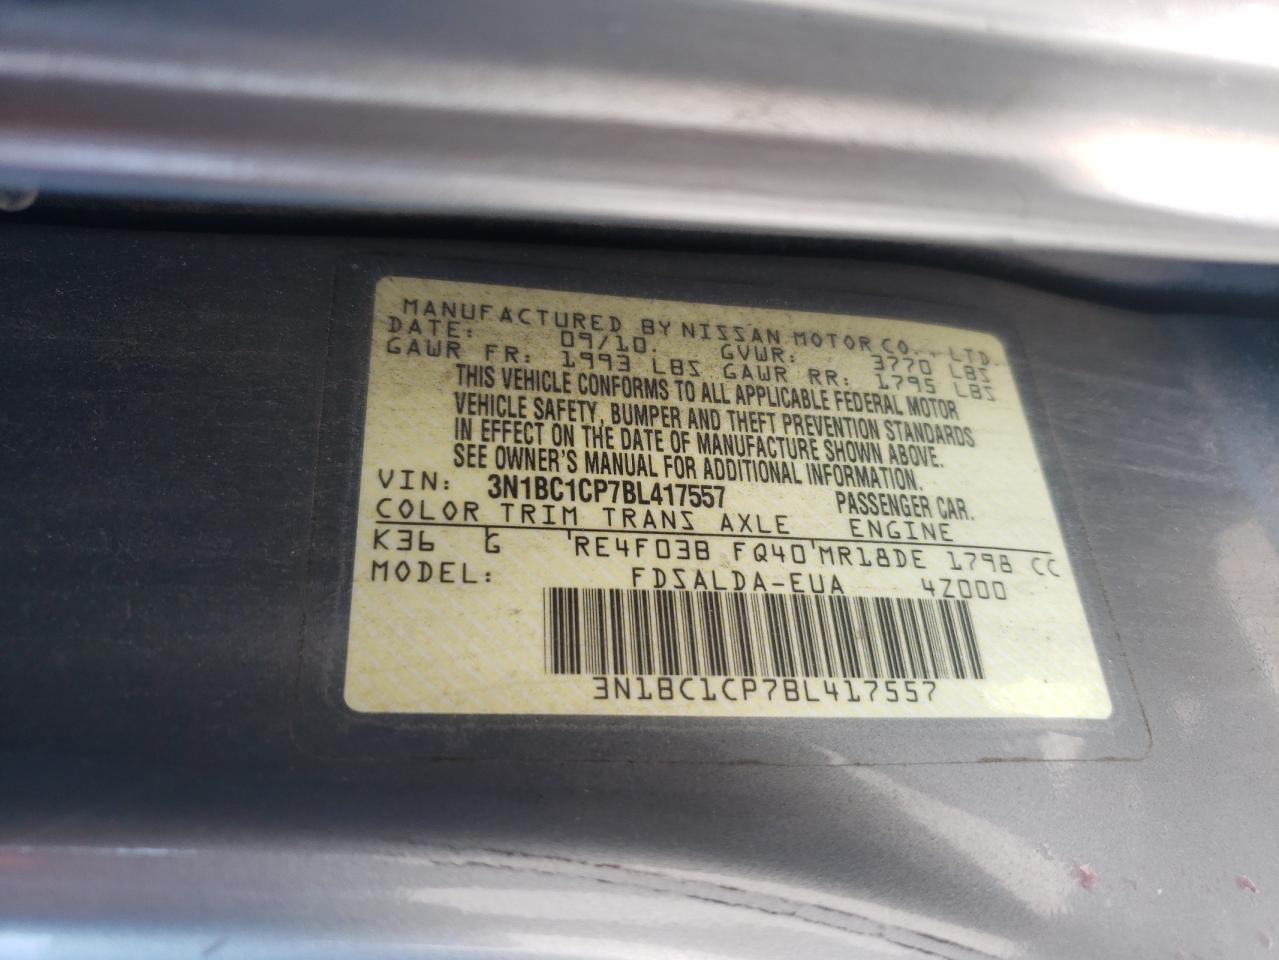 MANUFACTURED BY NISSAN MOTOR CO., LTD.
DATE: 09/10. GVWR: 3770 LBS
GAWR FR: 1993 LBS GAWR RR: 1795 LBS
THIS VEHICLE CONFORMS TO ALL APPLICABLE FEDERAL MOTOR
VEHICLE SAFETY, BUMPER AND THEFT PREVENTION STANDARDS
IN EFFECT ON THE DATE OF MANUFACTURE SHOWN ABOVE.
SEE OWNER'S MANUAL FOR ADDITIONAL INFORMATION.
VIN: 3N1BC1CP7BL417557 PASSENGER CAR.
COLOR TRIM TRANS AXLE ENGINE
K36 G RE4F03B FQ40 MR18DE 1798 CC
MODEL: FDSALDA-EUA 4Z000
3N1BC1CP7BL417557